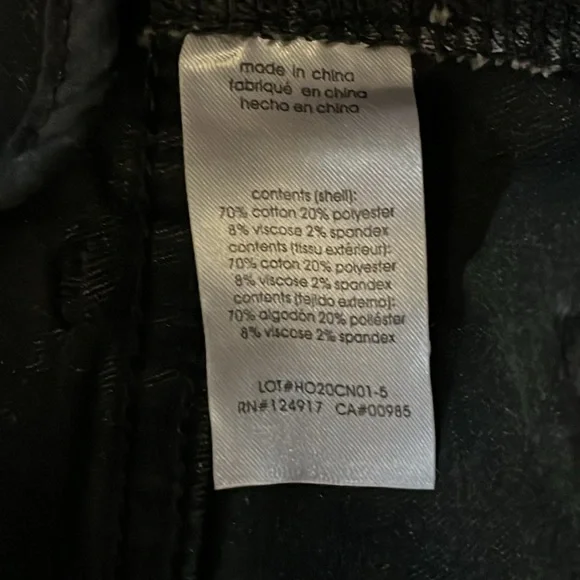 made in china
fabriqué en china
hecho en china
contents (shell):
70% cotton 20% polyester
8% viscose 2% spandex
contents (tissu extérieur):
70% coton 20% polyester
8% viscose 2% spandex
contents (tejido externo):
70% algodón 20% poliéster
8% viscose 2% spandex
LOT#HO20CN01-5
RN#124917 CA#00985